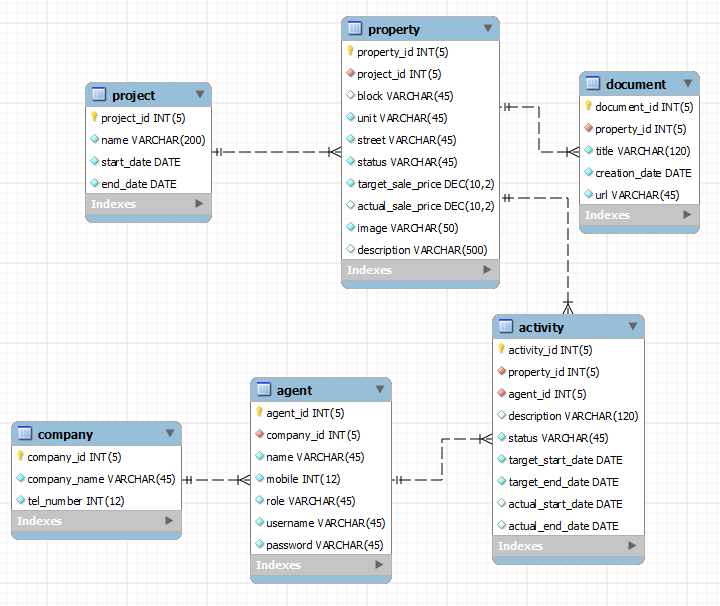 project
project_id INT(5)
name VARCHAR(200)
start_date DATE
end_date DATE
Indexes
property
property_id INT(5)
project_id INT(5)
block VARCHAR(45)
unit VARCHAR(45)
street VARCHAR(45)
status VARCHAR(45)
target_sale_price DEC(10,2)
actual_sale_price DEC(10,2)
image VARCHAR(50)
description VARCHAR(500)
Indexes
document
document_id INT(5)
property_id INT(5)
title VARCHAR(120)
creation_date DATE
url VARCHAR(45)
Indexes
company
company_id INT(5)
company_name VARCHAR(45)
tel_number INT(12)
Indexes
agent
agent_id INT(5)
company_id INT(5)
name VARCHAR(45)
mobile INT(12)
role VARCHAR(45)
username VARCHAR(45)
password VARCHAR(45)
Indexes
activity
activity_id INT(5)
property_id INT(5)
agent_id INT(5)
description VARCHAR(120)
status VARCHAR(45)
target_start_date DATE
target_end_date DATE
actual_start_date DATE
actual_end_date DATE
Indexes